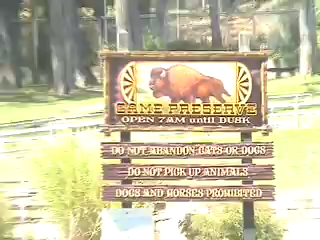 GAME PRESERVE
OPEN 7AM until DUSK
DO NOT ABANDON CATS OR DOGS
DO NOT PICK UP ANIMALS
DOGS AND HORSES PROHIBITED